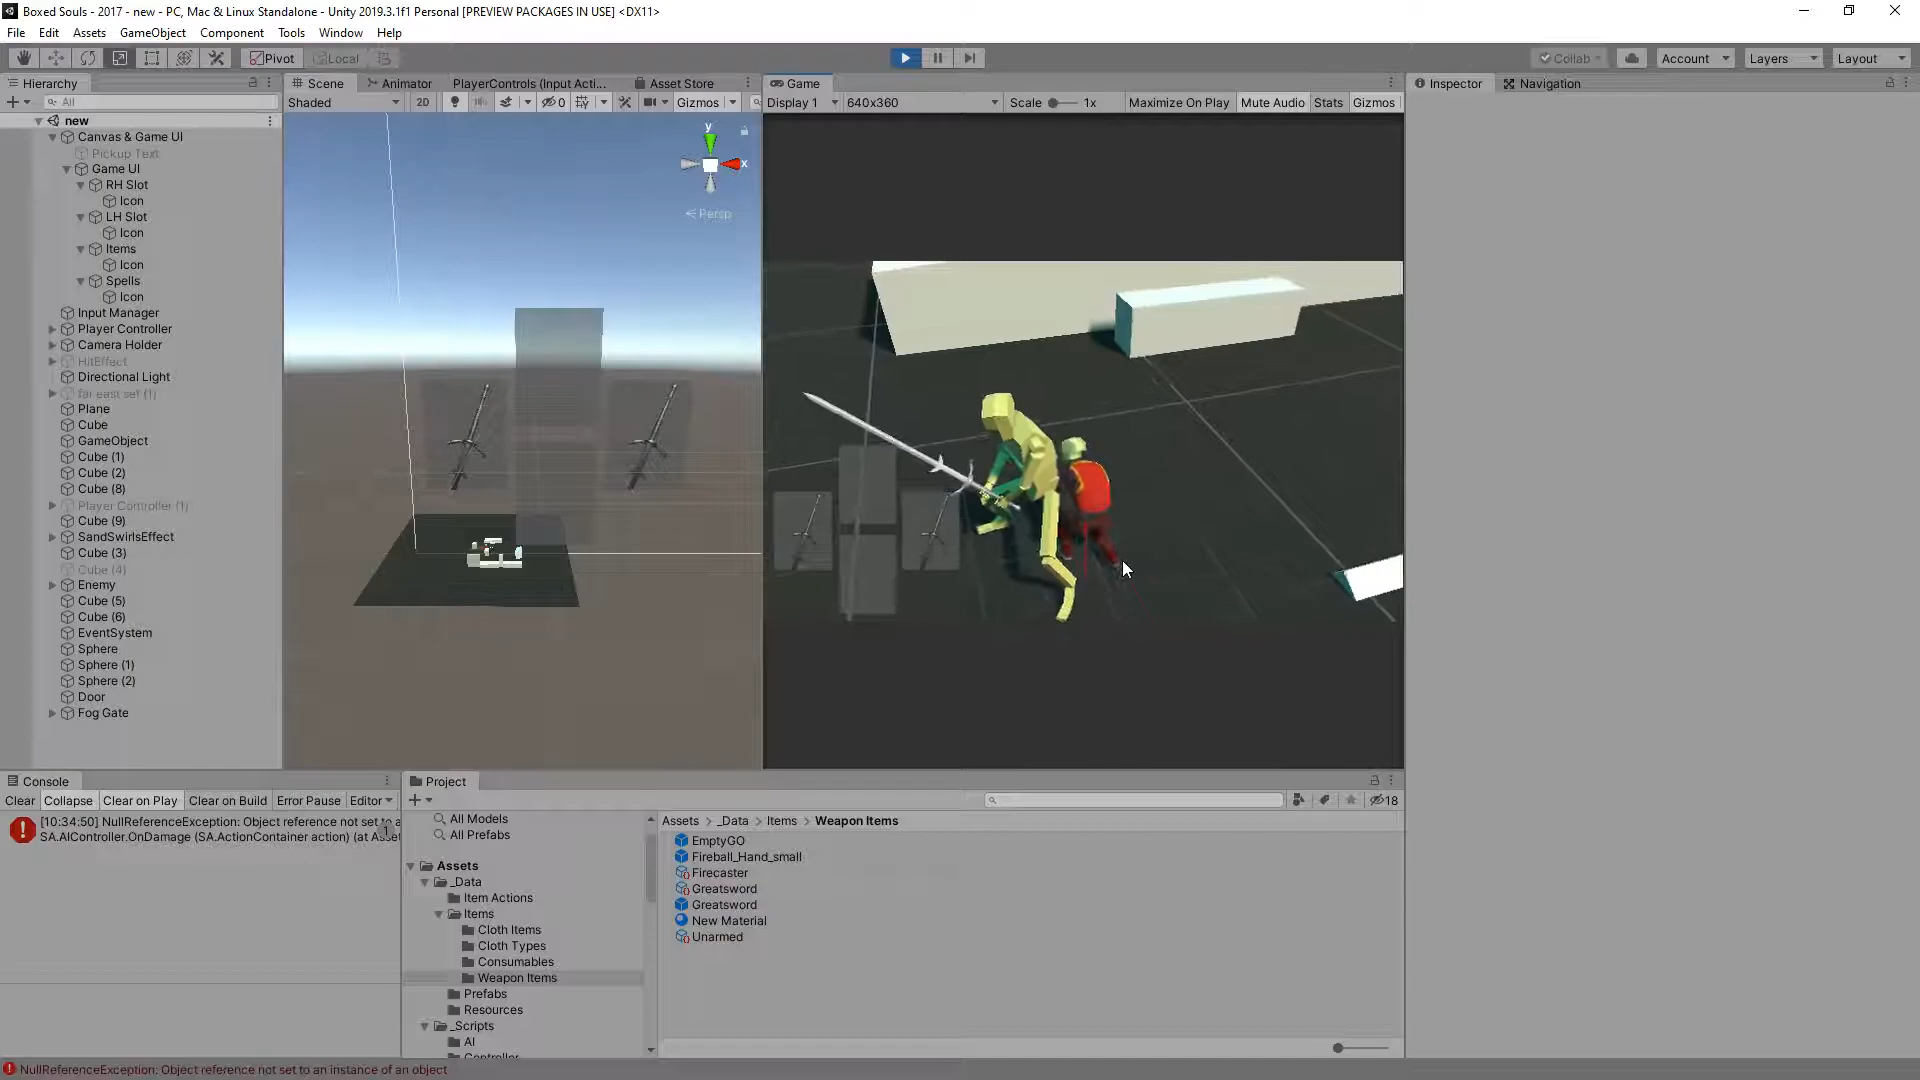 Boxed Souls - 2017 - new - PC, Mac & Linux Standalone - Unity 2019.3.1f1 Personal [PREVIEW PACKAGES IN USE] <DX11>
File Edit Assets GameObject Component Tools Window Help
Pivot Local Collab Account Layers Layout
Hierarchy
All
new
Canvas & Game UI
Pickup Text
Game UI
RH Slot
Icon
LH Slot
Icon
Items
Icon
Spells
Icon
Input Manager
Player Controller
Camera Holder
HitEffect
Directional Light
far east set (1)
Plane
Cube
GameObject
Cube (1)
Cube (2)
Cube (8)
Player Controller (1)
Cube (9)
SandSwirlsEffect
Cube (3)
Cube (4)
Enemy
Cube (5)
Cube (6)
EventSystem
Sphere
Sphere (1)
Sphere (2)
Door
Fog Gate
Scene Animator PlayerControls (Input Acti... Asset Store
Shaded 2D 0 Gizmos
y
x
Persp
Game
Display 1 640x360 Scale 1x Maximize On Play Mute Audio Stats Gizmos
Inspector Navigation
Console
Clear Collapse Clear on Play Clear on Build Error Pause Editor
[10:34:50] NullReferenceException: Object reference not set to a
SA.AIController.OnDamage (SA.ActionContainer action) (at Asset
1
Project
18
All Models
All Prefabs
Assets
_Data
Item Actions
Items
Cloth Items
Cloth Types
Consumables
Weapon Items
Prefabs
Resources
_Scripts
AI
Controller
Assets > _Data > Items > Weapon Items
EmptyGO
Fireball_Hand_small
Firecaster
Greatsword
Greatsword
New Material
Unarmed
NullReferenceException: Object reference not set to an instance of an object